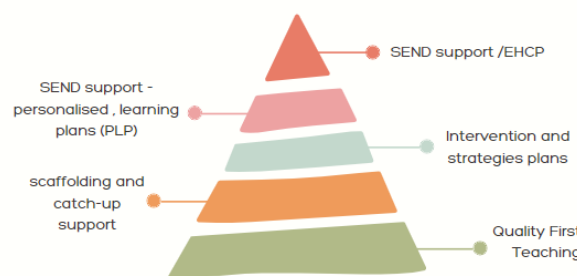 SEND support /EHCP
SEND support -
personalised , learning
plans (PLP)
Intervention and
strategies plans
scaffolding and
catch-up
support
Quality First
Teaching